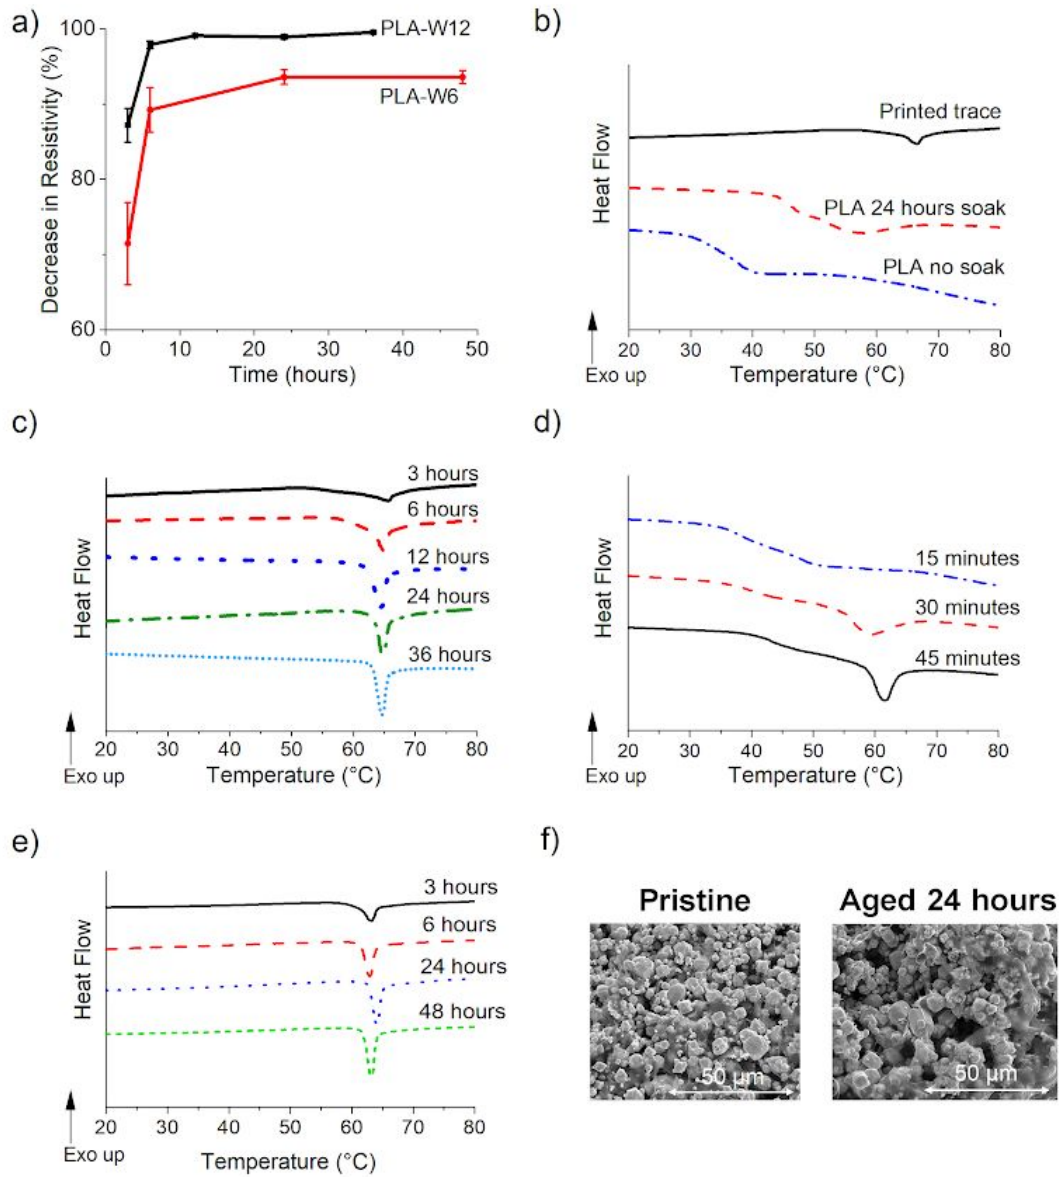 a)
100
80
60
Decrease in Resistivity (%)
PLA-W12
PLA-W6
0 10 20 30 40 50
Time (hours)
b)
Heat Flow
Printed trace
PLA 24 hours soak
PLA no soak
20 30 40 50 60 70 80
Exo up
Temperature (°C)
c)
Heat Flow
3 hours
6 hours
12 hours
24 hours
36 hours
20 30 40 50 60 70 80
Exo up
Temperature (°C)
d)
Heat Flow
15 minutes
30 minutes
45 minutes
20 30 40 50 60 70 80
Exo up
Temperature (°C)
e)
Heat Flow
3 hours
6 hours
24 hours
48 hours
20 30 40 50 60 70 80
Exo up
Temperature (°C)
f)
Pristine
Aged 24 hours
50 µm
50 µm